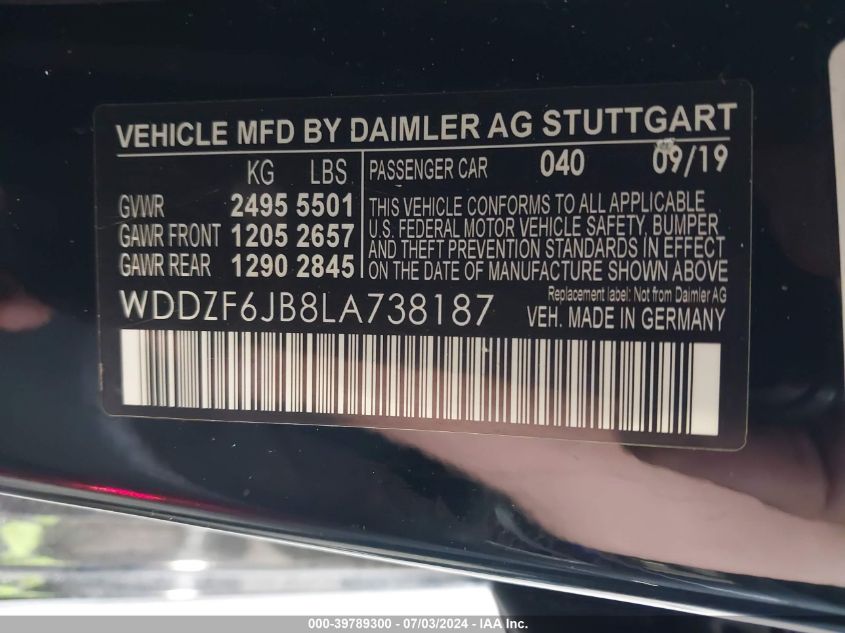 VEHICLE MFD BY DAIMLER AG STUTTGART
KG LBS
GVWR 2495 5501
GAWR FRONT 1205 2657
GAWR REAR 1290 2845
PASSENGER CAR 040 09/19
THIS VEHICLE CONFORMS TO ALL APPLICABLE
U.S. FEDERAL MOTOR VEHICLE SAFETY, BUMPER
AND THEFT PREVENTION STANDARDS IN EFFECT
ON THE DATE OF MANUFACTURE SHOWN ABOVE
Replacement label: Not from Daimler AG
WDDZF6JB8LA738187 VEH. MADE IN GERMANY
000-39789300 - 07/03/2024 - IAA, Inc.